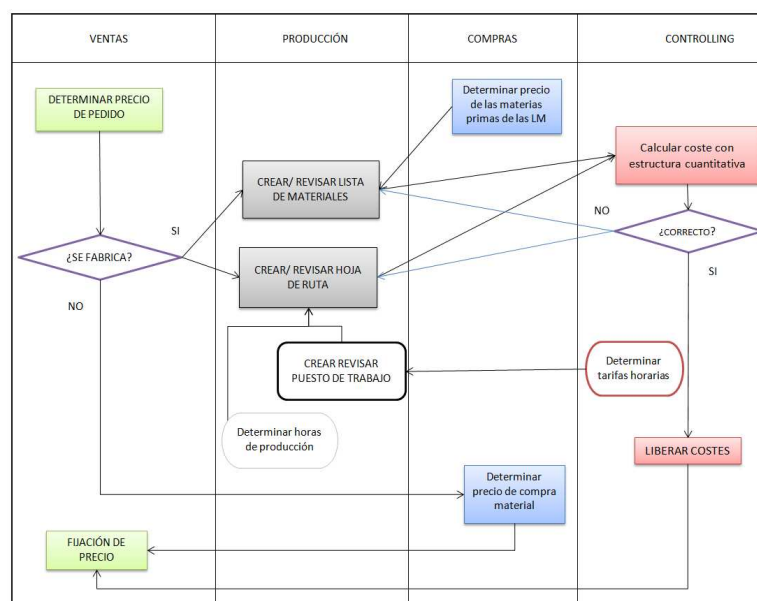 VENTAS
PRODUCCIÓN
COMPRAS
CONTROLLING
DETERMINAR PRECIO
DE PEDIDO
Determinar precio
de las materias
primas de las LM
Calcular coste con
estructura cuantitativa
CREAR/ REVISAR LISTA
DE MATERIALES
SI
NO
¿SE FABRICA?
¿CORRECTO?
CREAR/ REVISAR HOJA
DE RUTA
NO
SI
CREAR REVISAR
PUESTO DE TRABAJO
Determinar
tarifas horarias
Determinar horas
de producción
LIBERAR COSTES
Determinar
precio de compra
material
FIJACIÓN DE
PRECIO